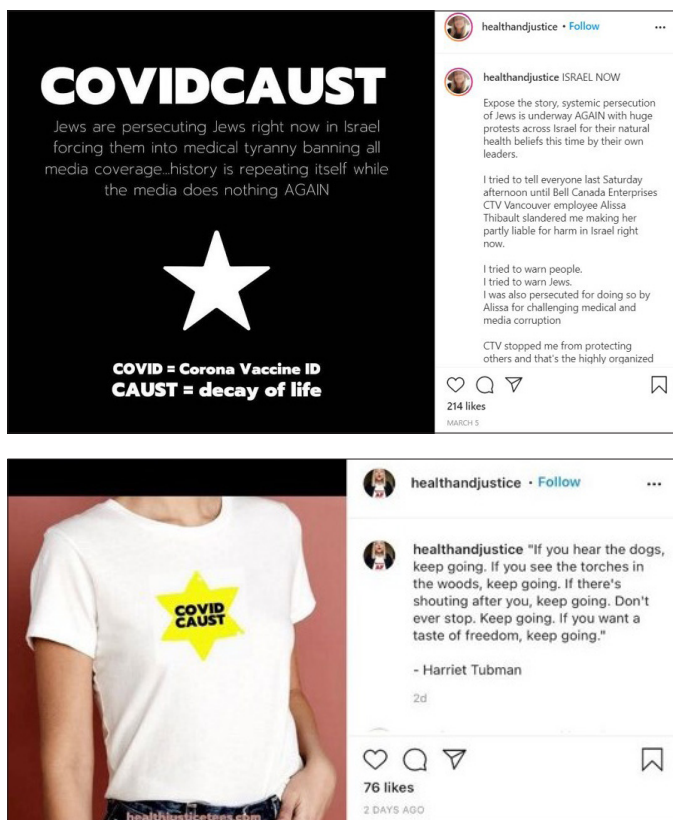 healthandjustice • Follow
...
COVIDCAUST
Jews are persecuting Jews right now in Israel
forcing them into medical tyranny banning all
media coverage...history is repeating itself while
the media does nothing AGAIN
COVID = Corona Vaccine ID
CAUST = decay of life
healthandjustice ISRAEL NOW
Expose the story, systemic persecution
of Jews is underway AGAIN with huge
protests across Israel for their natural
health beliefs this time by their own
leaders.
I tried to tell everyone last Saturday
afternoon until Bell Canada Enterprises
CTV Vancouver employee Alissa
Thibault slandered me making her
partly liable for harm in Israel right
now.
I tried to warn people.
I tried to warn Jews.
I was also persecuted for doing so by
Alissa for challenging medical and
media corruption
CTV stopped me from protecting
others and that's the highly organized
214 likes
MARCH 5
healthandjustice • Follow
...
COVID
CAUST
healthjusticetees.com
healthandjustice "If you hear the dogs,
keep going. If you see the torches in
the woods, keep going. If there's
shouting after you, keep going. Don't
ever stop. Keep going. If you want a
taste of freedom, keep going."
- Harriet Tubman
2d
76 likes
2 DAYS AGO